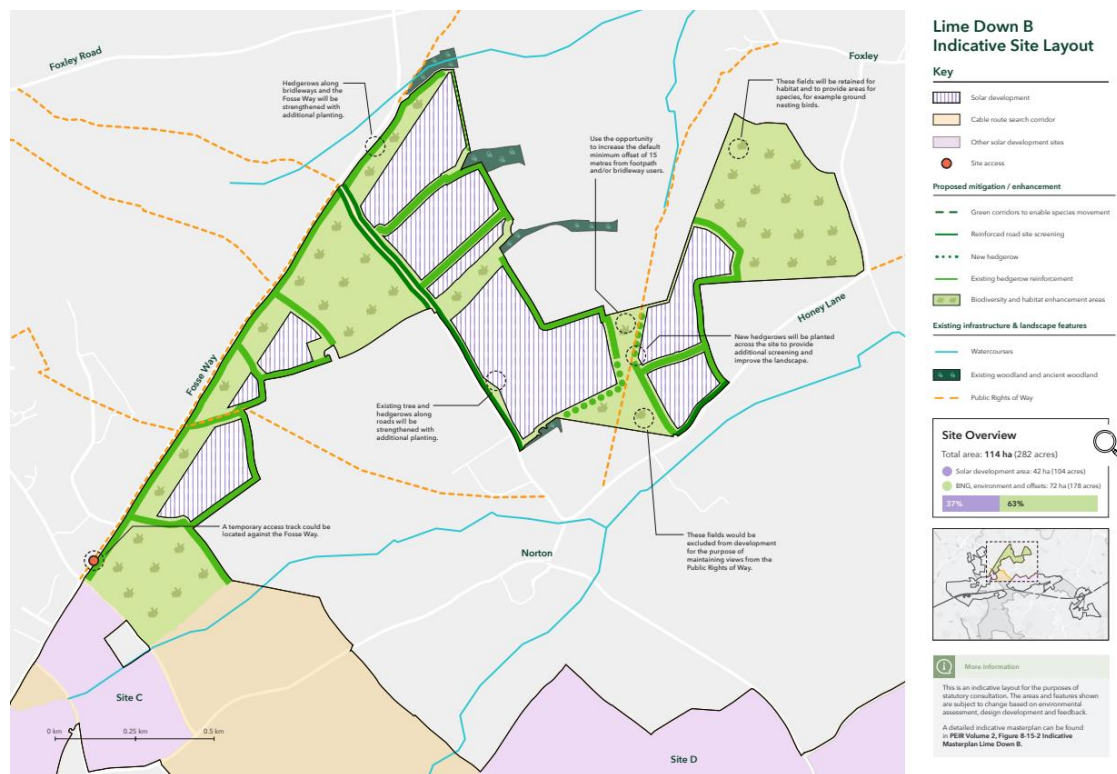 Foxley Road
Hedgerows along
bridleways and the
Fosse Way will be
strengthened with
additional planting.
Use the opportunity
to increase the default
minimum offset of 15
metres from footpath
and/or bridleway users.
These fields will be retained for
habitat and to provide areas for
species, for example ground
nesting birds.
Foxley
Honey Lane
New hedgerows will be planted
across the site to provide
additional screening and
improve the landscape.
Fosse Way
Existing tree and
hedgerows along
roads will be
strengthened with
additional planting.
A temporary access track could be
located against the Fosse Way.
Norton
These fields would be
excluded from development
for the purpose of
maintaining views from the
Public Rights of Way.
Site C
0 km
0.25 km
0.5 km
Site D
Lime Down B
Indicative Site Layout
Key
Solar development
Cable route search corridor
Other solar development sites
Site access
Proposed mitigation / enhancement
Green corridors to enable species movement
Reinforced road site screening
New hedgerow
Existing hedgerow reinforcement
Biodiversity and habitat enhancement areas
Existing infrastructure & landscape features
Watercourses
Existing woodland and ancient woodland
Public Rights of Way
Site Overview
Total area: 114 ha (282 acres)
Solar development area: 42 ha (104 acres)
BNG, environment and offsets: 72 ha (178 acres)
37%
63%
More information
This is an indicative layout for the purposes of
statutory consultation. The areas and features shown
are subject to change based on environmental
assessment, design development and feedback.
A detailed indicative masterplan can be found
in PEIR Volume 2, Figure 8-15-2 Indicative
Masterplan Lime Down B.